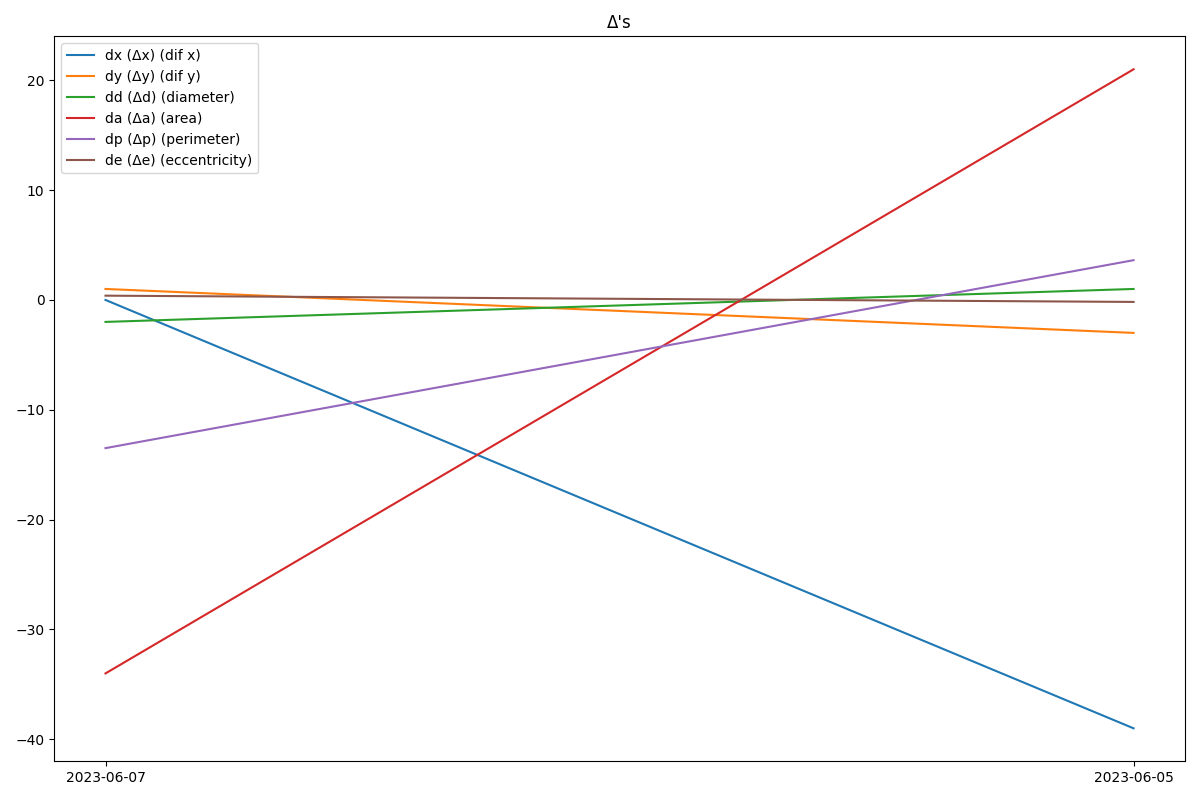 Δ's
dx (Δx) (dif x)
dy (Δy) (dif y)
dd (Δd) (diameter)
da (Δa) (area)
dp (Δp) (perimeter)
de (Δe) (eccentricity)
20
10
0
−10
−20
−30
−40
2023-06-07 2023-06-05